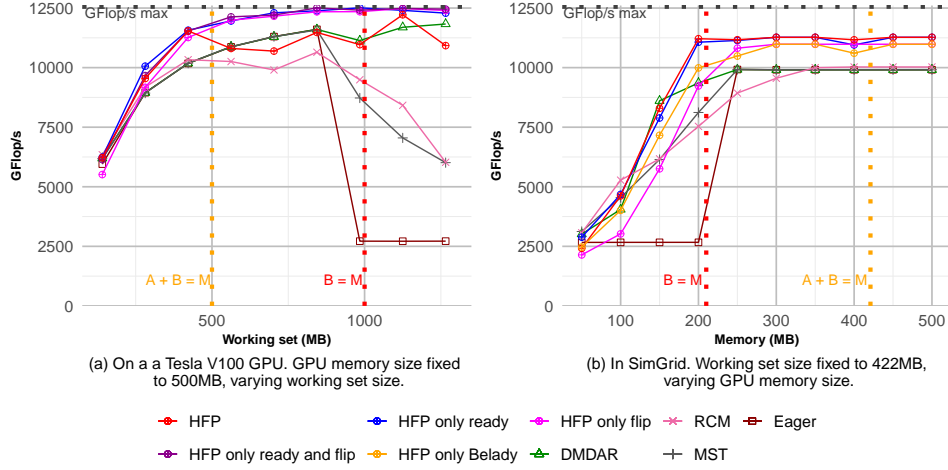 GFlop/s max
12500
10000
7500
5000
2500
0
GFlop/s
A + B = M
B = M
500
1000
Working set (MB)
(a) On a a Tesla V100 GPU. GPU memory size fixed
to 500MB, varying working set size.
GFlop/s max
12500
10000
7500
5000
2500
0
GFlop/s
B = M
A + B = M
100
200
300
400
500
Memory (MB)
(b) In SimGrid. Working set size fixed to 422MB,
varying GPU memory size.
HFP
HFP only ready
HFP only flip
RCM
Eager
HFP only ready and flip
HFP only Belady
DMDAR
MST